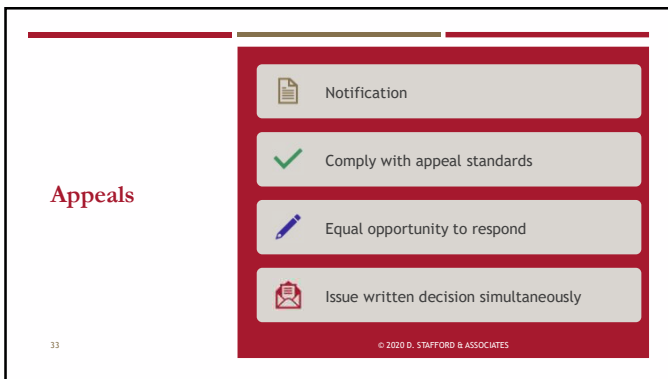 Appeals
Notification
Comply with appeal standards
Equal opportunity to respond
Issue written decision simultaneously
33
© 2020 D. STAFFORD & ASSOCIATES